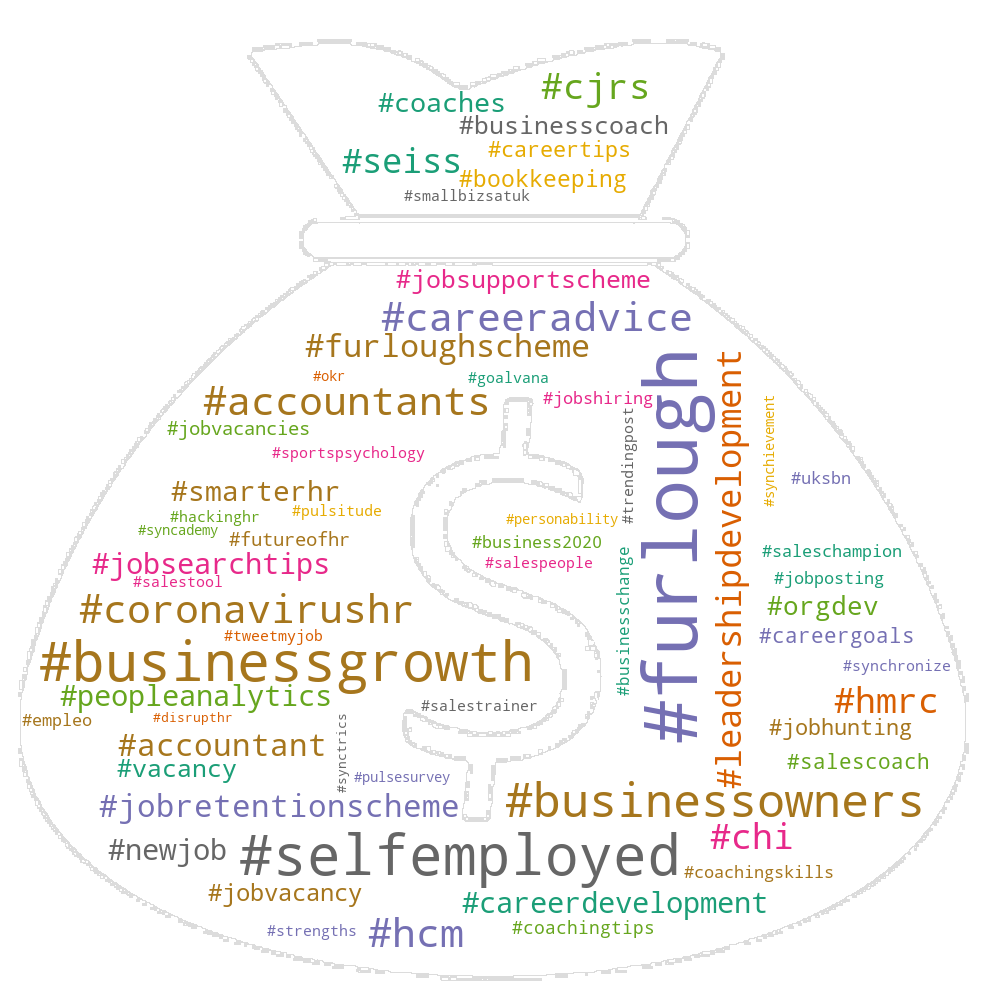 #cjrs
#coaches
#businesscoach
#careertips
#seiss
#bookkeeping
#smallbizsatuk
#jobsupportscheme
#careeradvice
#furloughscheme
#okr
#goalvana
#accountants
#jobshiring
#furlough
#leadershipdevelopment
#trendingpost
#synchievement
#jobvacancies
#sportspsychology
#uksbn
#smarterhr
#pulsitude
#hackinghr
#personability
#syncademy
#futureofhr
#business2020
#saleschampion
#jobsearchtips
#salespeople
#salestool
#jobposting
#businesschange
#coronavirushr
#orgdev
#tweetmyjob
#careergoals
#businessgrowth
#synchronize
#peopleanalytics
#salestrainer
#hmrc
#empleo
#disrupthr
#jobhunting
#accountant
#synctrics
#vacancy
#pulsesurvey
#salescoach
#jobretentionscheme
#businessowners
#chi
#newjob
#selfemployed
#coachingskills
#jobvacancy
#careerdevelopment
#strengths
#hcm
#coachingtips